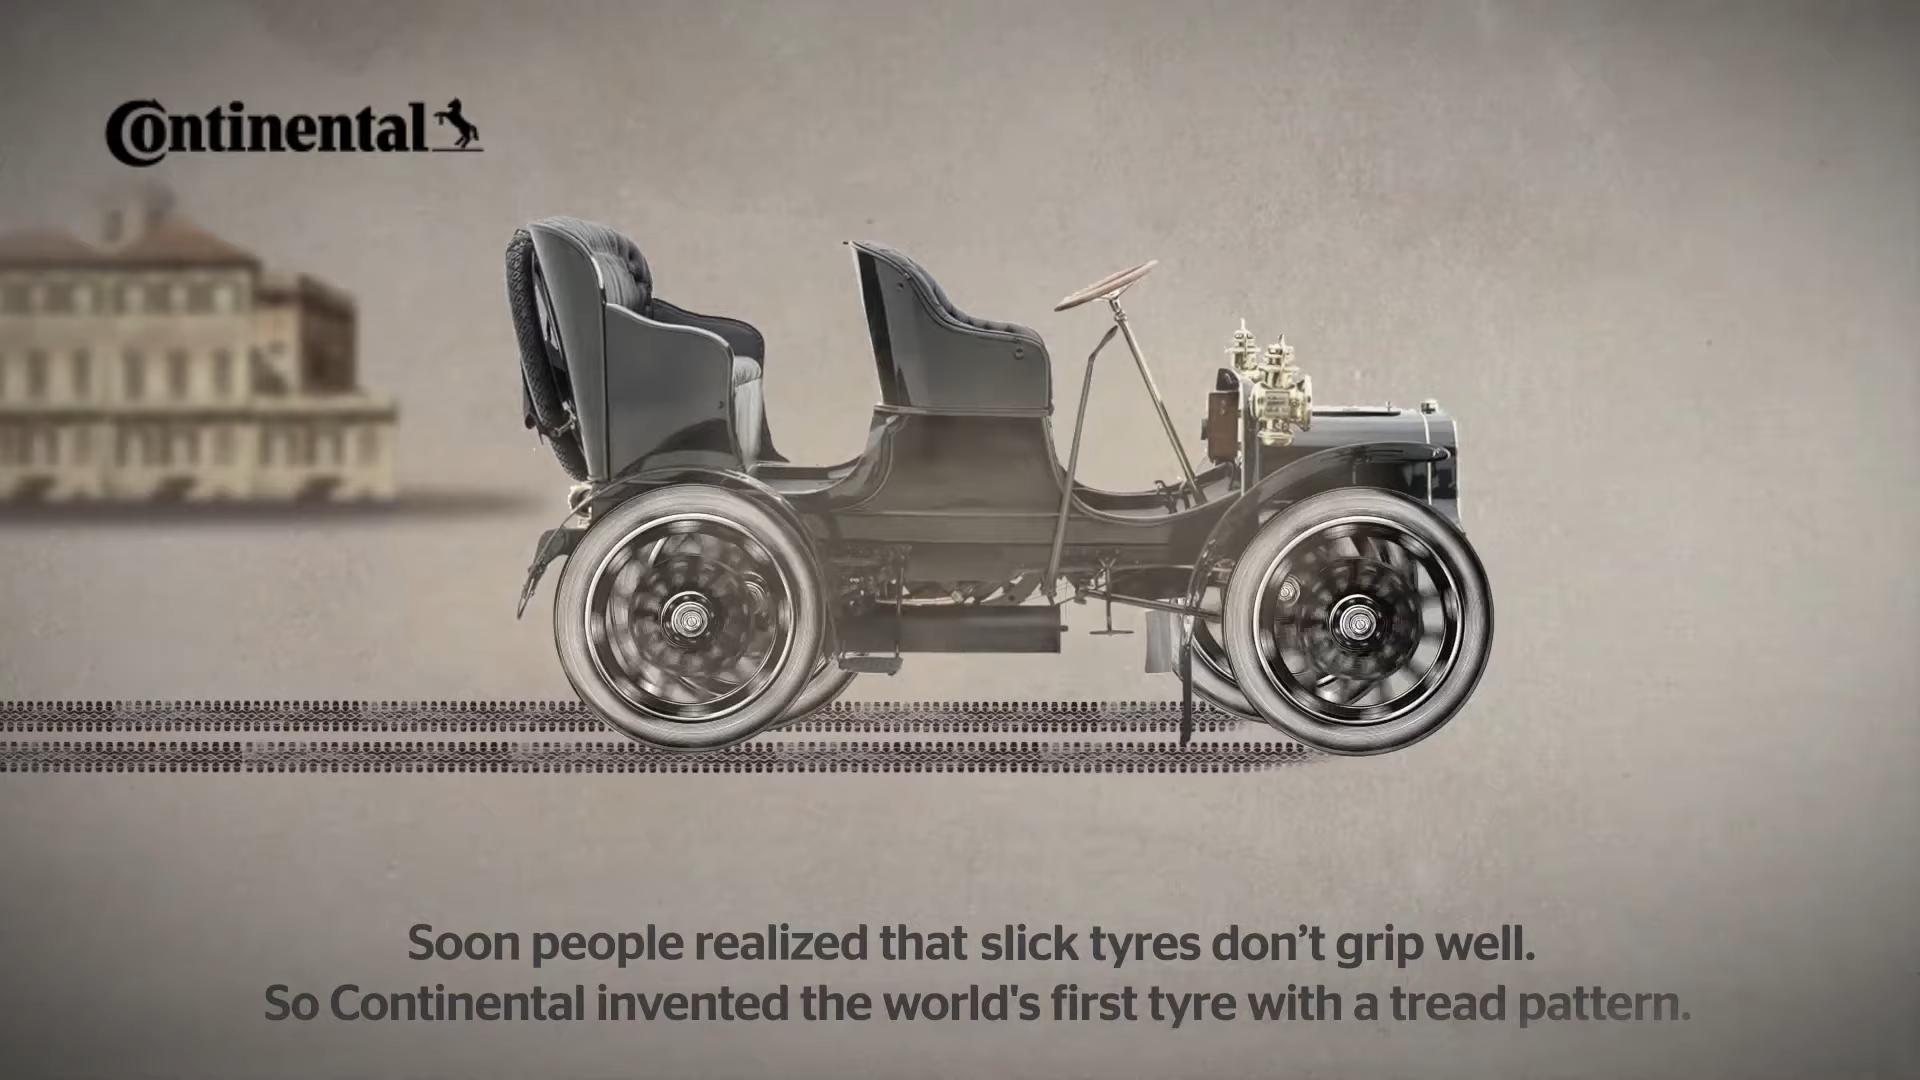 Continental
Soon people realized that slick tyres don’t grip well.
So Continental invented the world's first tyre with a tread pattern.